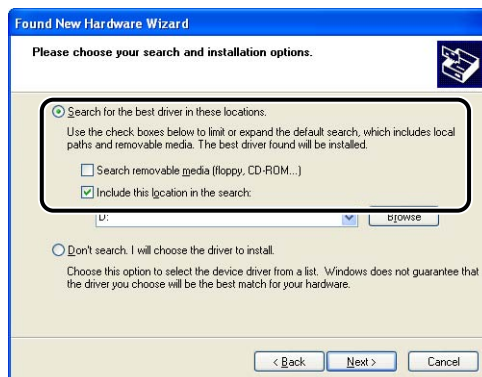 Found New Hardware Wizard
Please choose your search and installation options.
Search for the best driver in these locations.
Use the check boxes below to limit or expand the default search, which includes local
paths and removable media. The best driver found will be installed.
Search removable media (floppy, CD-ROM...)
Include this location in the search:
D:
Browse
Don't search. I will choose the driver to install.
Choose this option to select the device driver from a list. Windows does not guarantee that
the driver you choose will be the best match for your hardware.
< Back
Next >
Cancel